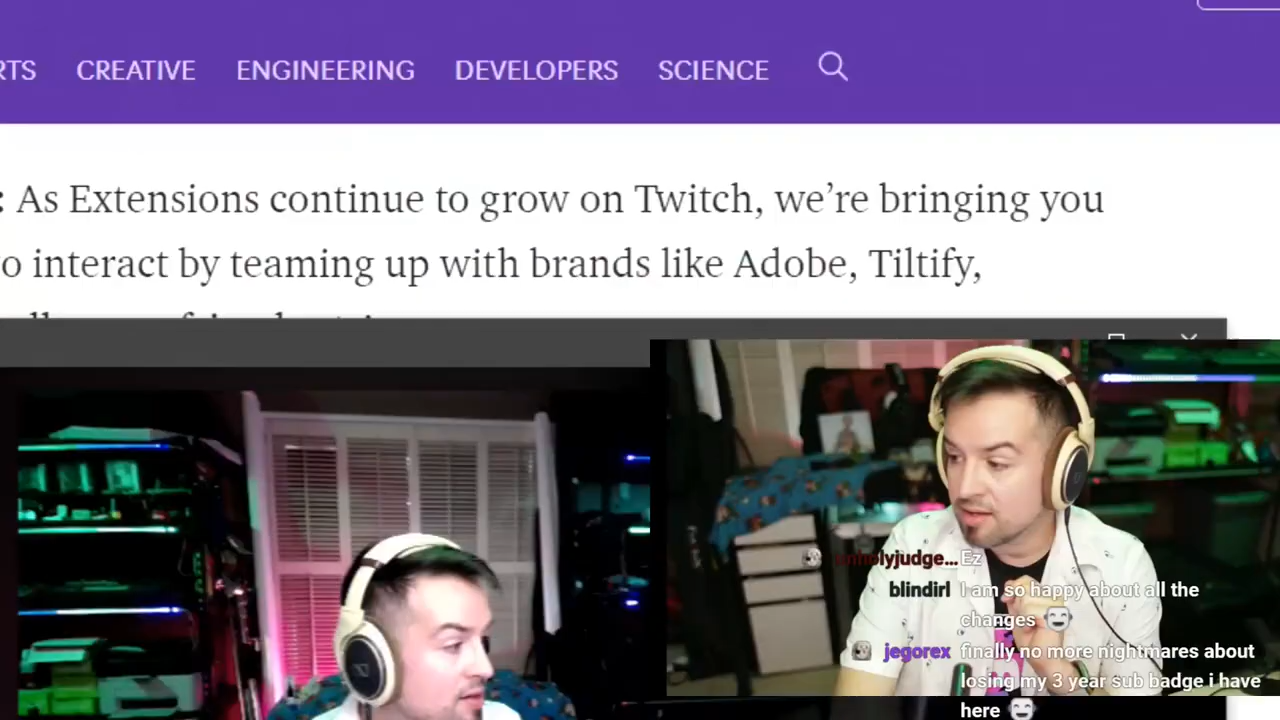 RTS CREATIVE ENGINEERING DEVELOPERS SCIENCE
: As Extensions continue to grow on Twitch, we’re bringing you
o interact by teaming up with brands like Adobe, Tiltify,
unholyjudge... Ez
blindirl I am so happy about all the
changes
jegorex finally no more nightmares about
losing my 3 year sub badge i have
here